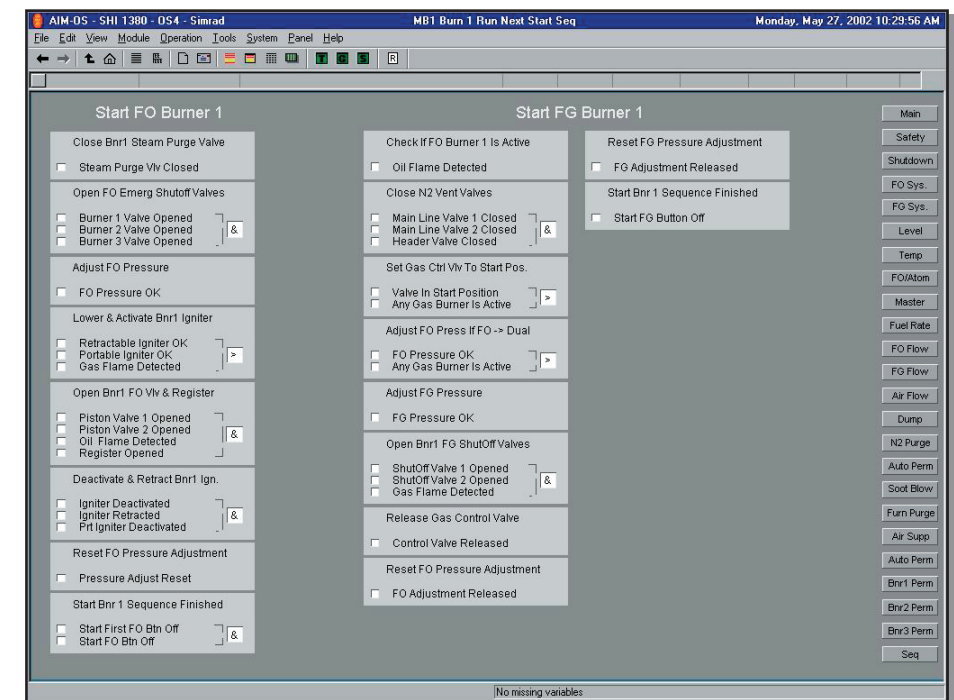 AIM-OS - SHI 1380 - OS4 - Simrad MB1 Burn 1 Run Next Start Seq Monday, May 27, 2002 10:29:56 AM
File Edit View Module Operation Tools System Panel Help
T G S R
Start FO Burner 1
Close Bnr1 Steam Purge Valve
Steam Purge Vlv Closed
Open FO Emerg Shutoff Valves
Burner 1 Valve Opened
Burner 2 Valve Opened
Burner 3 Valve Opened
&
Adjust FO Pressure
FO Pressure OK
Lower & Activate Bnr1 Igniter
Retractable Igniter OK
Portable Igniter OK
Gas Flame Detected
>
Open Bnr1 FO Vlv & Register
Piston Valve 1 Opened
Piston Valve 2 Opened
Oil Flame Detected
Register Opened
&
Deactivate & Retract Bnr1 Ign.
Igniter Deactivated
Igniter Retracted
Prt Igniter Deactivated
&
Reset FO Pressure Adjustment
Pressure Adjust Reset
Start Bnr 1 Sequence Finished
Start First FO Btn Off
Start FO Btn Off
&
Start FG Burner 1
Check If FO Burner 1 Is Active
Oil Flame Detected
Close N2 Vent Valves
Main Line Valve 1 Closed
Main Line Valve 2 Closed
Header Valve Closed
&
Set Gas Ctrl Vlv To Start Pos.
Valve In Start Position
Any Gas Burner Is Active
>
Adjust FO Press If FO -> Dual
FO Pressure OK
Any Gas Burner Is Active
>
Adjust FG Pressure
FG Pressure OK
Open Bnr1 FG ShutOff Valves
ShutOff Valve 1 Opened
ShutOff Valve 2 Opened
Gas Flame Detected
&
Release Gas Control Valve
Control Valve Released
Reset FO Pressure Adjustment
FO Adjustment Released
Reset FG Pressure Adjustment
FG Adjustment Released
Start Bnr 1 Sequence Finished
Start FG Button Off
Main
Safety
Shutdown
FO Sys.
FG Sys.
Level
Temp
FO/Atom
Master
Fuel Rate
FO Flow
FG Flow
Air Flow
Dump
N2 Purge
Auto Perm
Soot Blow
Furn Purge
Air Supp
Auto Perm
Bnr1 Perm
Bnr2 Perm
Bnr3 Perm
Seq
No missing variables